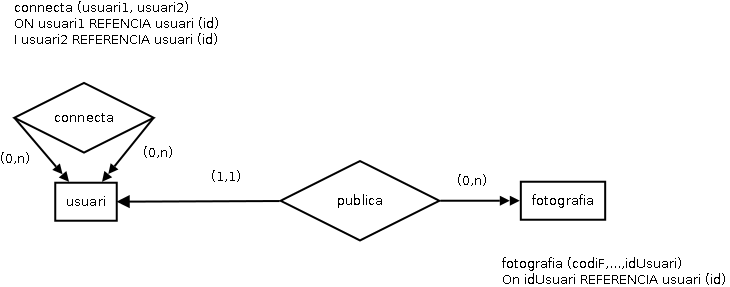 connecta (usuari1, usuari2)
ON usuari1 REFENCIA usuari (id)
I usuari2 REFERENCIA usuari (id)
connecta
(0,n)
(0,n)
(1,1)
(0,n)
usuari
publica
fotografia
fotografia (codiF,...,idUsuari)
On idUsuari REFERENCIA usuari (id)